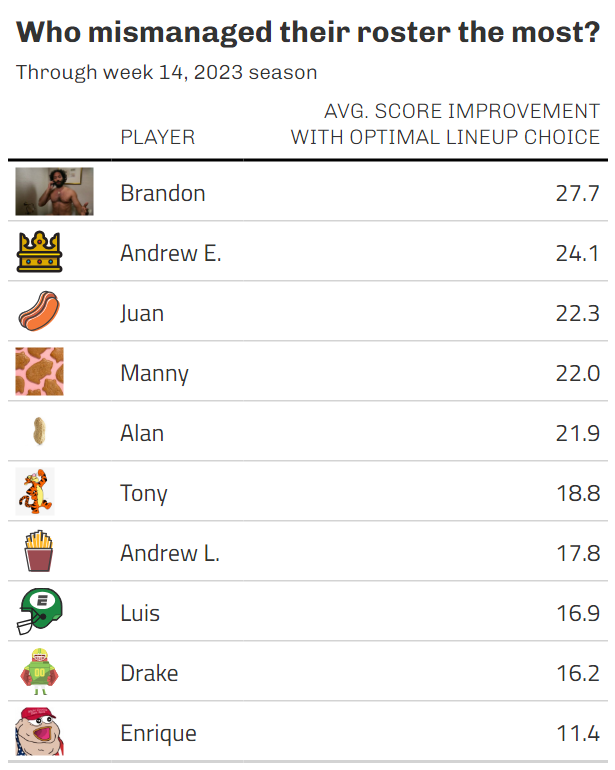 Who mismanaged their roster the most?
Through week 14, 2023 season
AVG. SCORE IMPROVEMENT
PLAYER WITH OPTIMAL LINEUP CHOICE
Brandon 27.7
Andrew E. 24.1
Juan 22.3
Manny 22.0
Alan 21.9
Tony 18.8
Andrew L. 17.8
E
Luis 16.9
00
Drake 16.2
Enrique 11.4